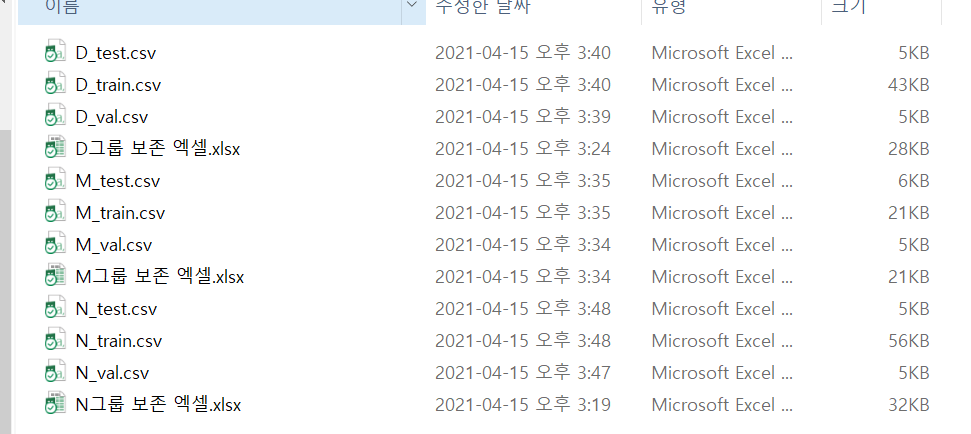 이름 수정한 날짜 유형 크기
D_test.csv 2021-04-15 오후 3:40 Microsoft Excel ... 5KB
D_train.csv 2021-04-15 오후 3:40 Microsoft Excel ... 43KB
D_val.csv 2021-04-15 오후 3:39 Microsoft Excel ... 5KB
D그룹 보존 엑셀.xlsx 2021-04-15 오후 3:24 Microsoft Excel ... 28KB
M_test.csv 2021-04-15 오후 3:35 Microsoft Excel ... 6KB
M_train.csv 2021-04-15 오후 3:35 Microsoft Excel ... 21KB
M_val.csv 2021-04-15 오후 3:34 Microsoft Excel ... 5KB
M그룹 보존 엑셀.xlsx 2021-04-15 오후 3:34 Microsoft Excel ... 21KB
N_test.csv 2021-04-15 오후 3:48 Microsoft Excel ... 5KB
N_train.csv 2021-04-15 오후 3:48 Microsoft Excel ... 56KB
N_val.csv 2021-04-15 오후 3:47 Microsoft Excel ... 5KB
N그룹 보존 엑셀.xlsx 2021-04-15 오후 3:19 Microsoft Excel ... 32KB